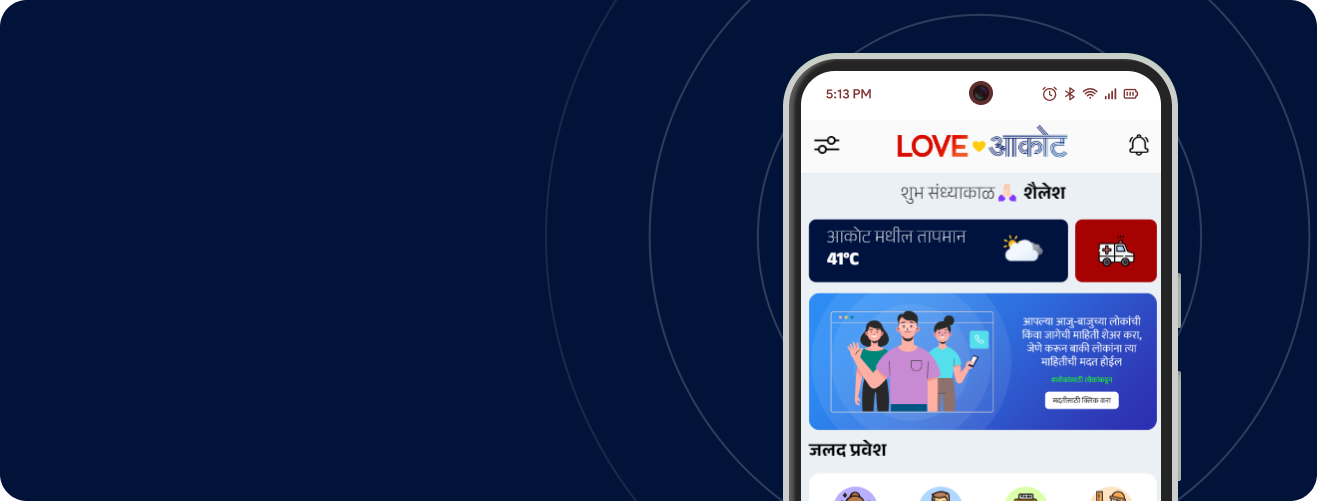 5:13 PM
LOVE आकोट
शुभ संध्याकाळ 🙏🏻 शैलेश
आकोट मधील तापमान
41°C
आपल्या आजु-बाजुच्या लोकांची
किंवा जागेची माहिती शेअर करा,
जेणे करून बाकी लोकांना त्या
माहितीची मदत होईल
#लोकांसाठी लोकांकडून
मदतीसाठी क्लिक करा
जलद प्रवेश